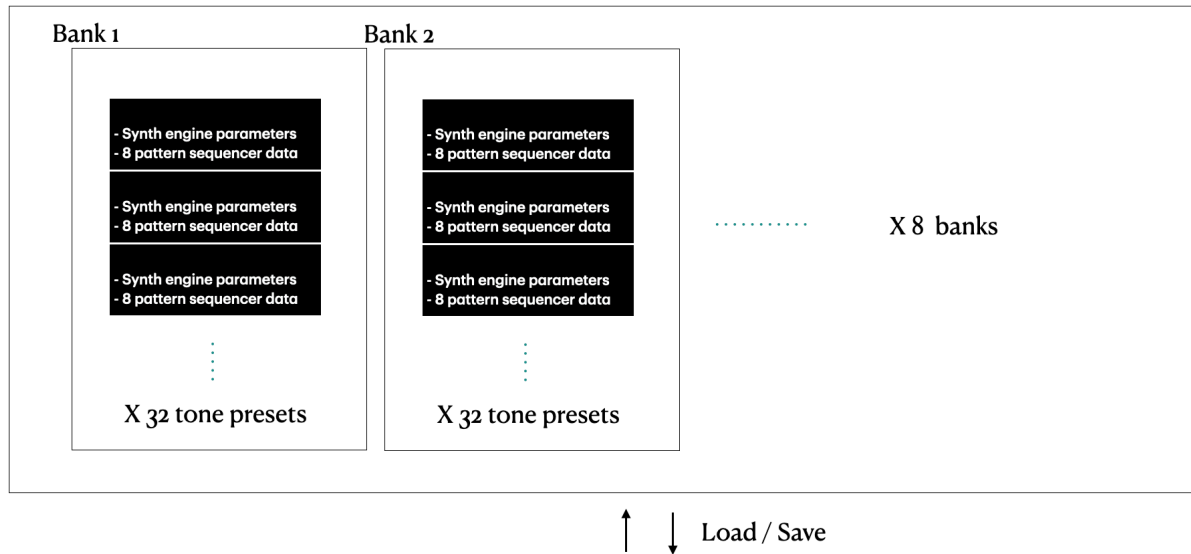 Bank 1
Bank 2
- Synth engine parameters
- 8 pattern sequencer data
- Synth engine parameters
- 8 pattern sequencer data
- Synth engine parameters
- 8 pattern sequencer data
X 32 tone presets
- Synth engine parameters
- 8 pattern sequencer data
- Synth engine parameters
- 8 pattern sequencer data
- Synth engine parameters
- 8 pattern sequencer data
X 32 tone presets
X 8 banks
Load / Save